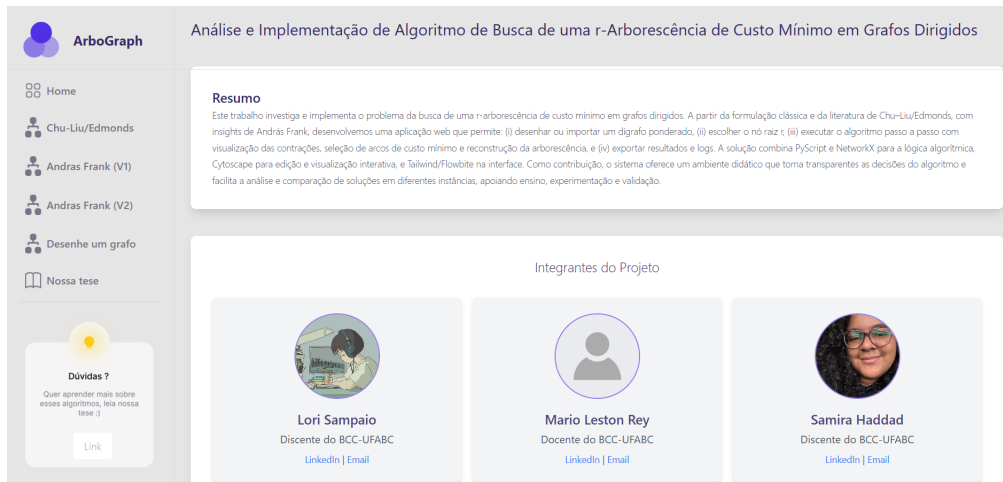 ArboGraph
Home
Chu-Liu/Edmonds
Andras Frank (V1)
Andras Frank (V2)
Desenhe um grafo
Nossa tese
Dúvidas ?
Quer aprender mais sobre
esses algoritmos, leia nossa
tese :)
Link
Análise e Implementação de Algoritmo de Busca de uma r-Arborescência de Custo Mínimo em Grafos Dirigidos
Resumo
Este trabalho investiga e implementa o problema da busca de uma r-arborescência de custo mínimo em grafos dirigidos. A partir da formulação clássica e da literatura de Chu–Liu/Edmonds, com
insights de András Frank, desenvolvemos uma aplicação web que permite: (i) desenhar ou importar um digrafo ponderado, (ii) escolher o nó raiz r, (iii) executar o algoritmo passo a passo com
visualização das contrações, seleção de arcos de custo mínimo e reconstrução da arborescência, e (iv) exportar resultados e logs. A solução combina PyScript e NetworkX para a lógica algorítmica,
Cytoscape para edição e visualização interativa, e Tailwind/Flowbite na interface. Como contribuição, o sistema oferece um ambiente didático que torna transparentes as decisões do algoritmo e
facilita a análise e comparação de soluções em diferentes instâncias, apoiando ensino, experimentação e validação.
Integrantes do Projeto
Lori Sampaio
Discente do BCC-UFABC
LinkedIn | Email
Mario Leston Rey
Docente do BCC-UFABC
LinkedIn | Email
Samira Haddad
Discente do BCC-UFABC
LinkedIn | Email